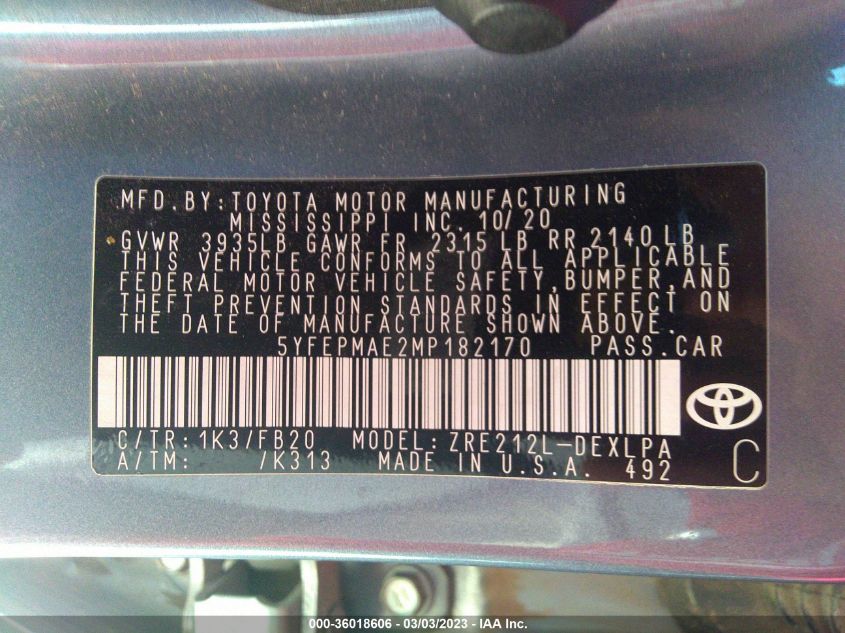 MFD.BY:TOYOTA MOTOR MANUFACTURING
MISSISSIPPI INC. 10/20
GVWR 3935LB GAWR FR 2315 LB RR 2140LB
THIS VEHICLE CONFORMS TO ALL APPLICABLE
FEDERAL MOTOR VEHICLE SAFETY,BUMPER,AND
THEFT PREVENTION STANDARDS IN EFFECT ON
THE DATE OF MANUFACTURE SHOWN ABOVE.
5YFEPMAE2MP182170 PASS.CAR
C/TR:1K3/FB20 MODEL:ZRE212L-DEXLPA
A/TM: /K313 MADE IN U.S.A. 492 C
000-36018606 - 03/03/2023 - IAA Inc.